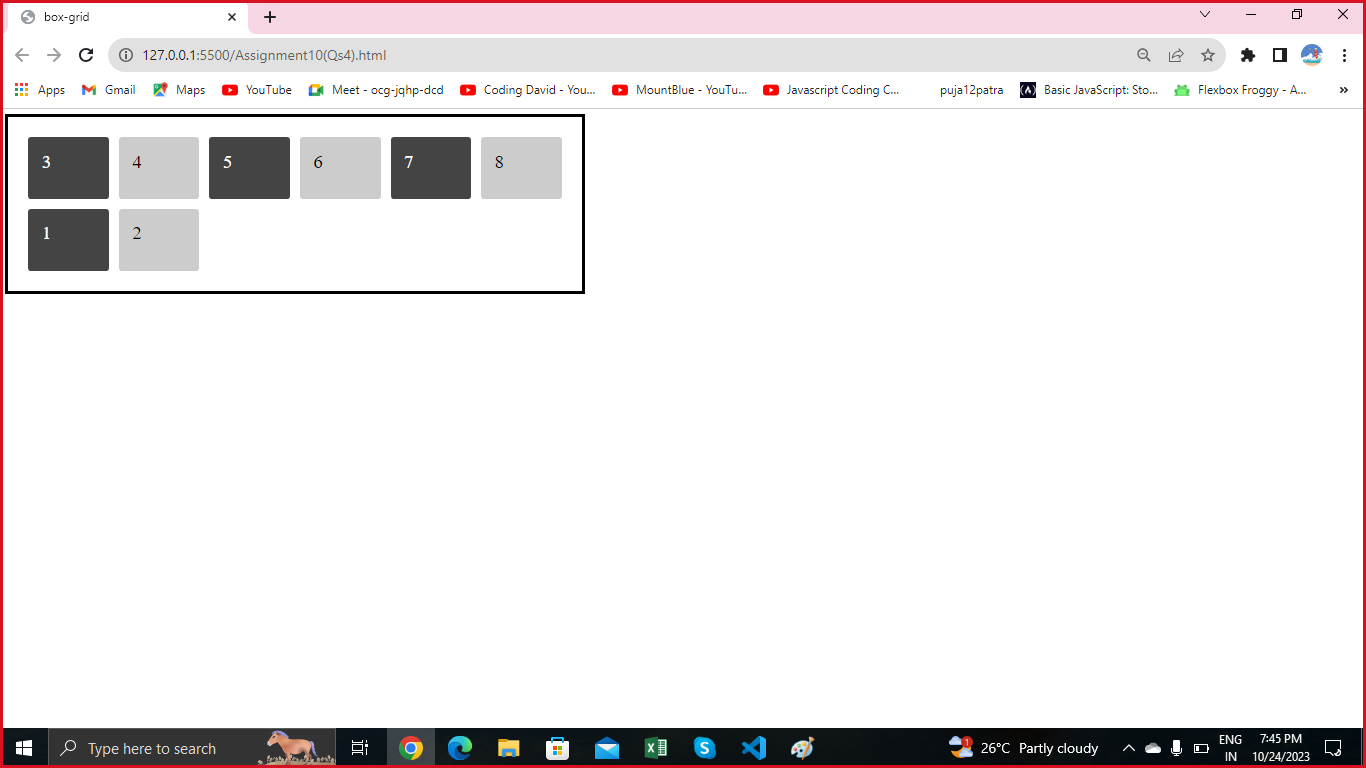 box-grid
127.0.0.1:5500/Assignment10(Qs4).html
Apps Gmail Maps YouTube Meet - ocg-jqhp-dcd Coding David - You... MountBlue - YouTu... Javascript Coding C... puja12patra Basic JavaScript: Sto... Flexbox Froggy - A... »
3 4 5 6 7 8
1 2
Type here to search
1
26°C Partly cloudy
ENG
IN
7:45 PM
10/24/2023